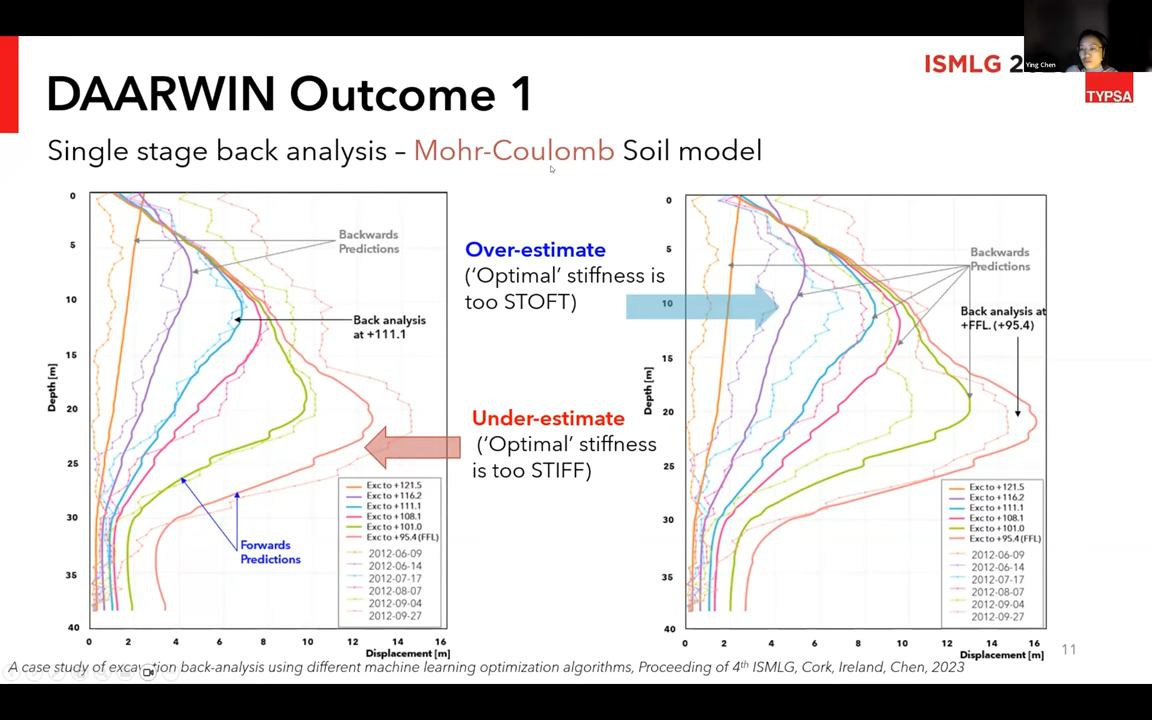 Ying Chen
ISMLG 2
TYPSA
DAARWIN Outcome 1
Single stage back analysis – Mohr-Coulomb Soil model
0
5
10
15
20
25
30
35
40
Depth [m]
Backwards
Predictions
Back analysis
at +111.1
Forwards
Predictions
Exc to +121.5
Exc to +116.2
Exc to +111.1
Exc to +108.1
Exc to +101.0
Exc to +95.4 (FFL)
2012-06-09
2012-06-14
2012-07-17
2012-08-07
2012-09-04
2012-09-27
0 2 4 6 8 10 12 14 16
Displacement [m]
Over-estimate
('Optimal' stiffness is
too STOFT)
Under-estimate
('Optimal' stiffness
is too STIFF)
0
5
10
15
20
25
30
35
40
Depth [m]
Backwards
Predictions
Back analysis at
+FFL. (+95.4)
Exc to +121.5
Exc to +116.2
Exc to +111.1
Exc to +108.1
Exc to +101.0
Exc to +95.4 (FFL)
2012-06-09
2012-06-14
2012-07-17
2012-08-07
2012-09-04
2012-09-27
0 2 4 6 8 10 12 14 16
Displacement [m]
11
A case study of excavation back-analysis using different machine learning optimization algorithms, Proceeding of 4th ISMLG, Cork, Ireland, Chen, 2023